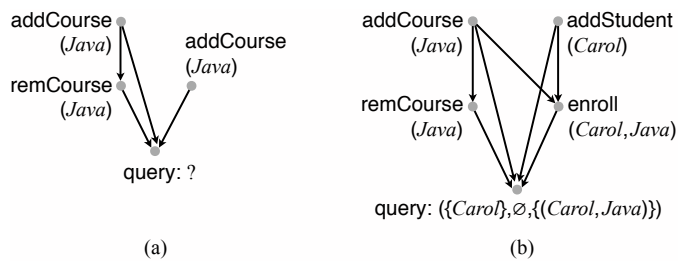 addCourse
(Java)
addCourse
(Java)
remCourse
(Java)
query: ?
(a)
addCourse
(Java)
addStudent
(Carol)
remCourse
(Java)
enroll
(Carol,Java)
query: ({Carol},∅,{(Carol,Java)})
(b)